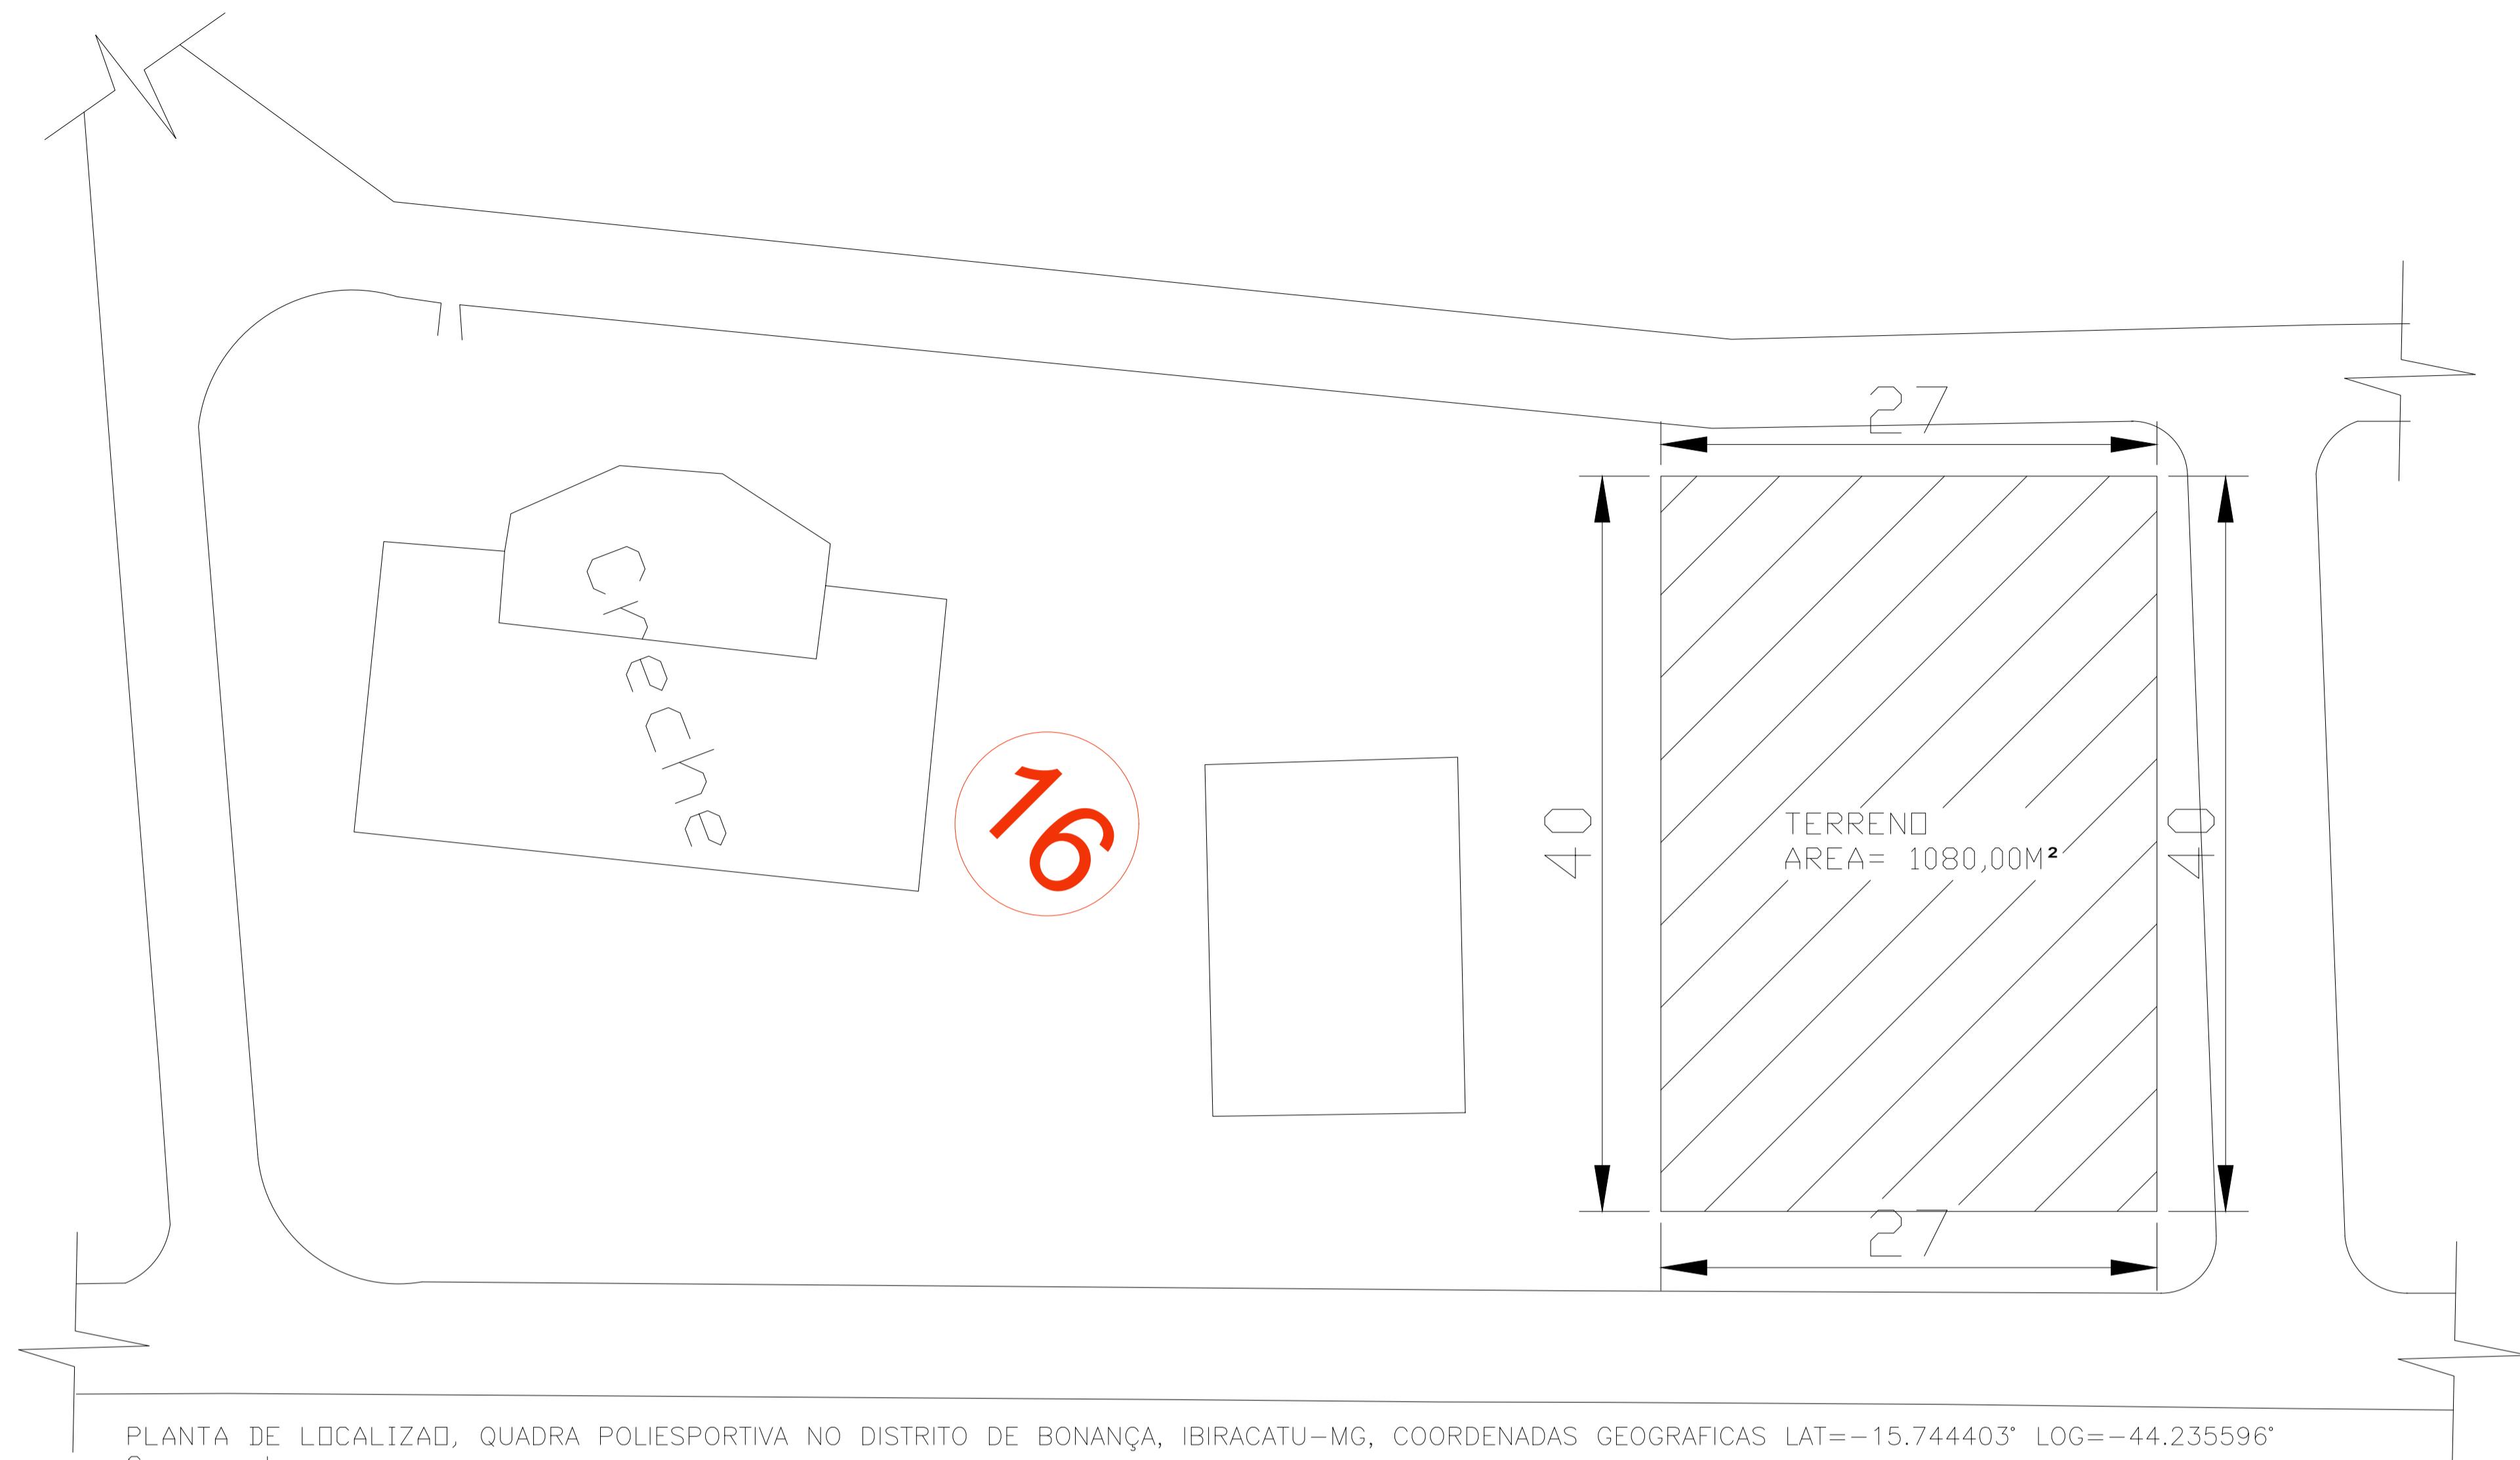 27
Creche
16
40
TERRENO
AREA= 1080,00M²
40
27
PLANTA DE LOCALIZAO, QUADRA POLIESPORTIVA NO DISTRITO DE BONANÇA, IBIRACATU-MG, COORDENADAS GEOGRAFICAS LAT=-15.744403° LOG=-44.235596°